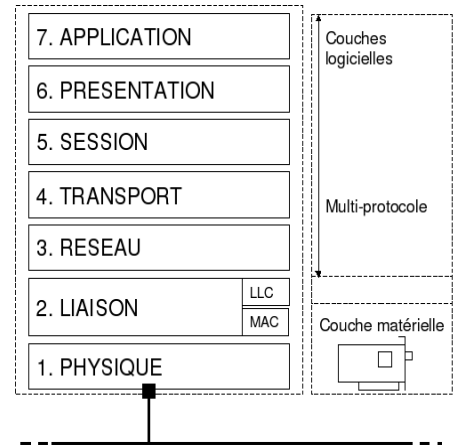 7. APPLICATION
6. PRESENTATION
5. SESSION
4. TRANSPORT
3. RESEAU
2. LIAISON
LLC
MAC
1. PHYSIQUE
Couches
logicielles
Multi-protocole
Couche matérielle